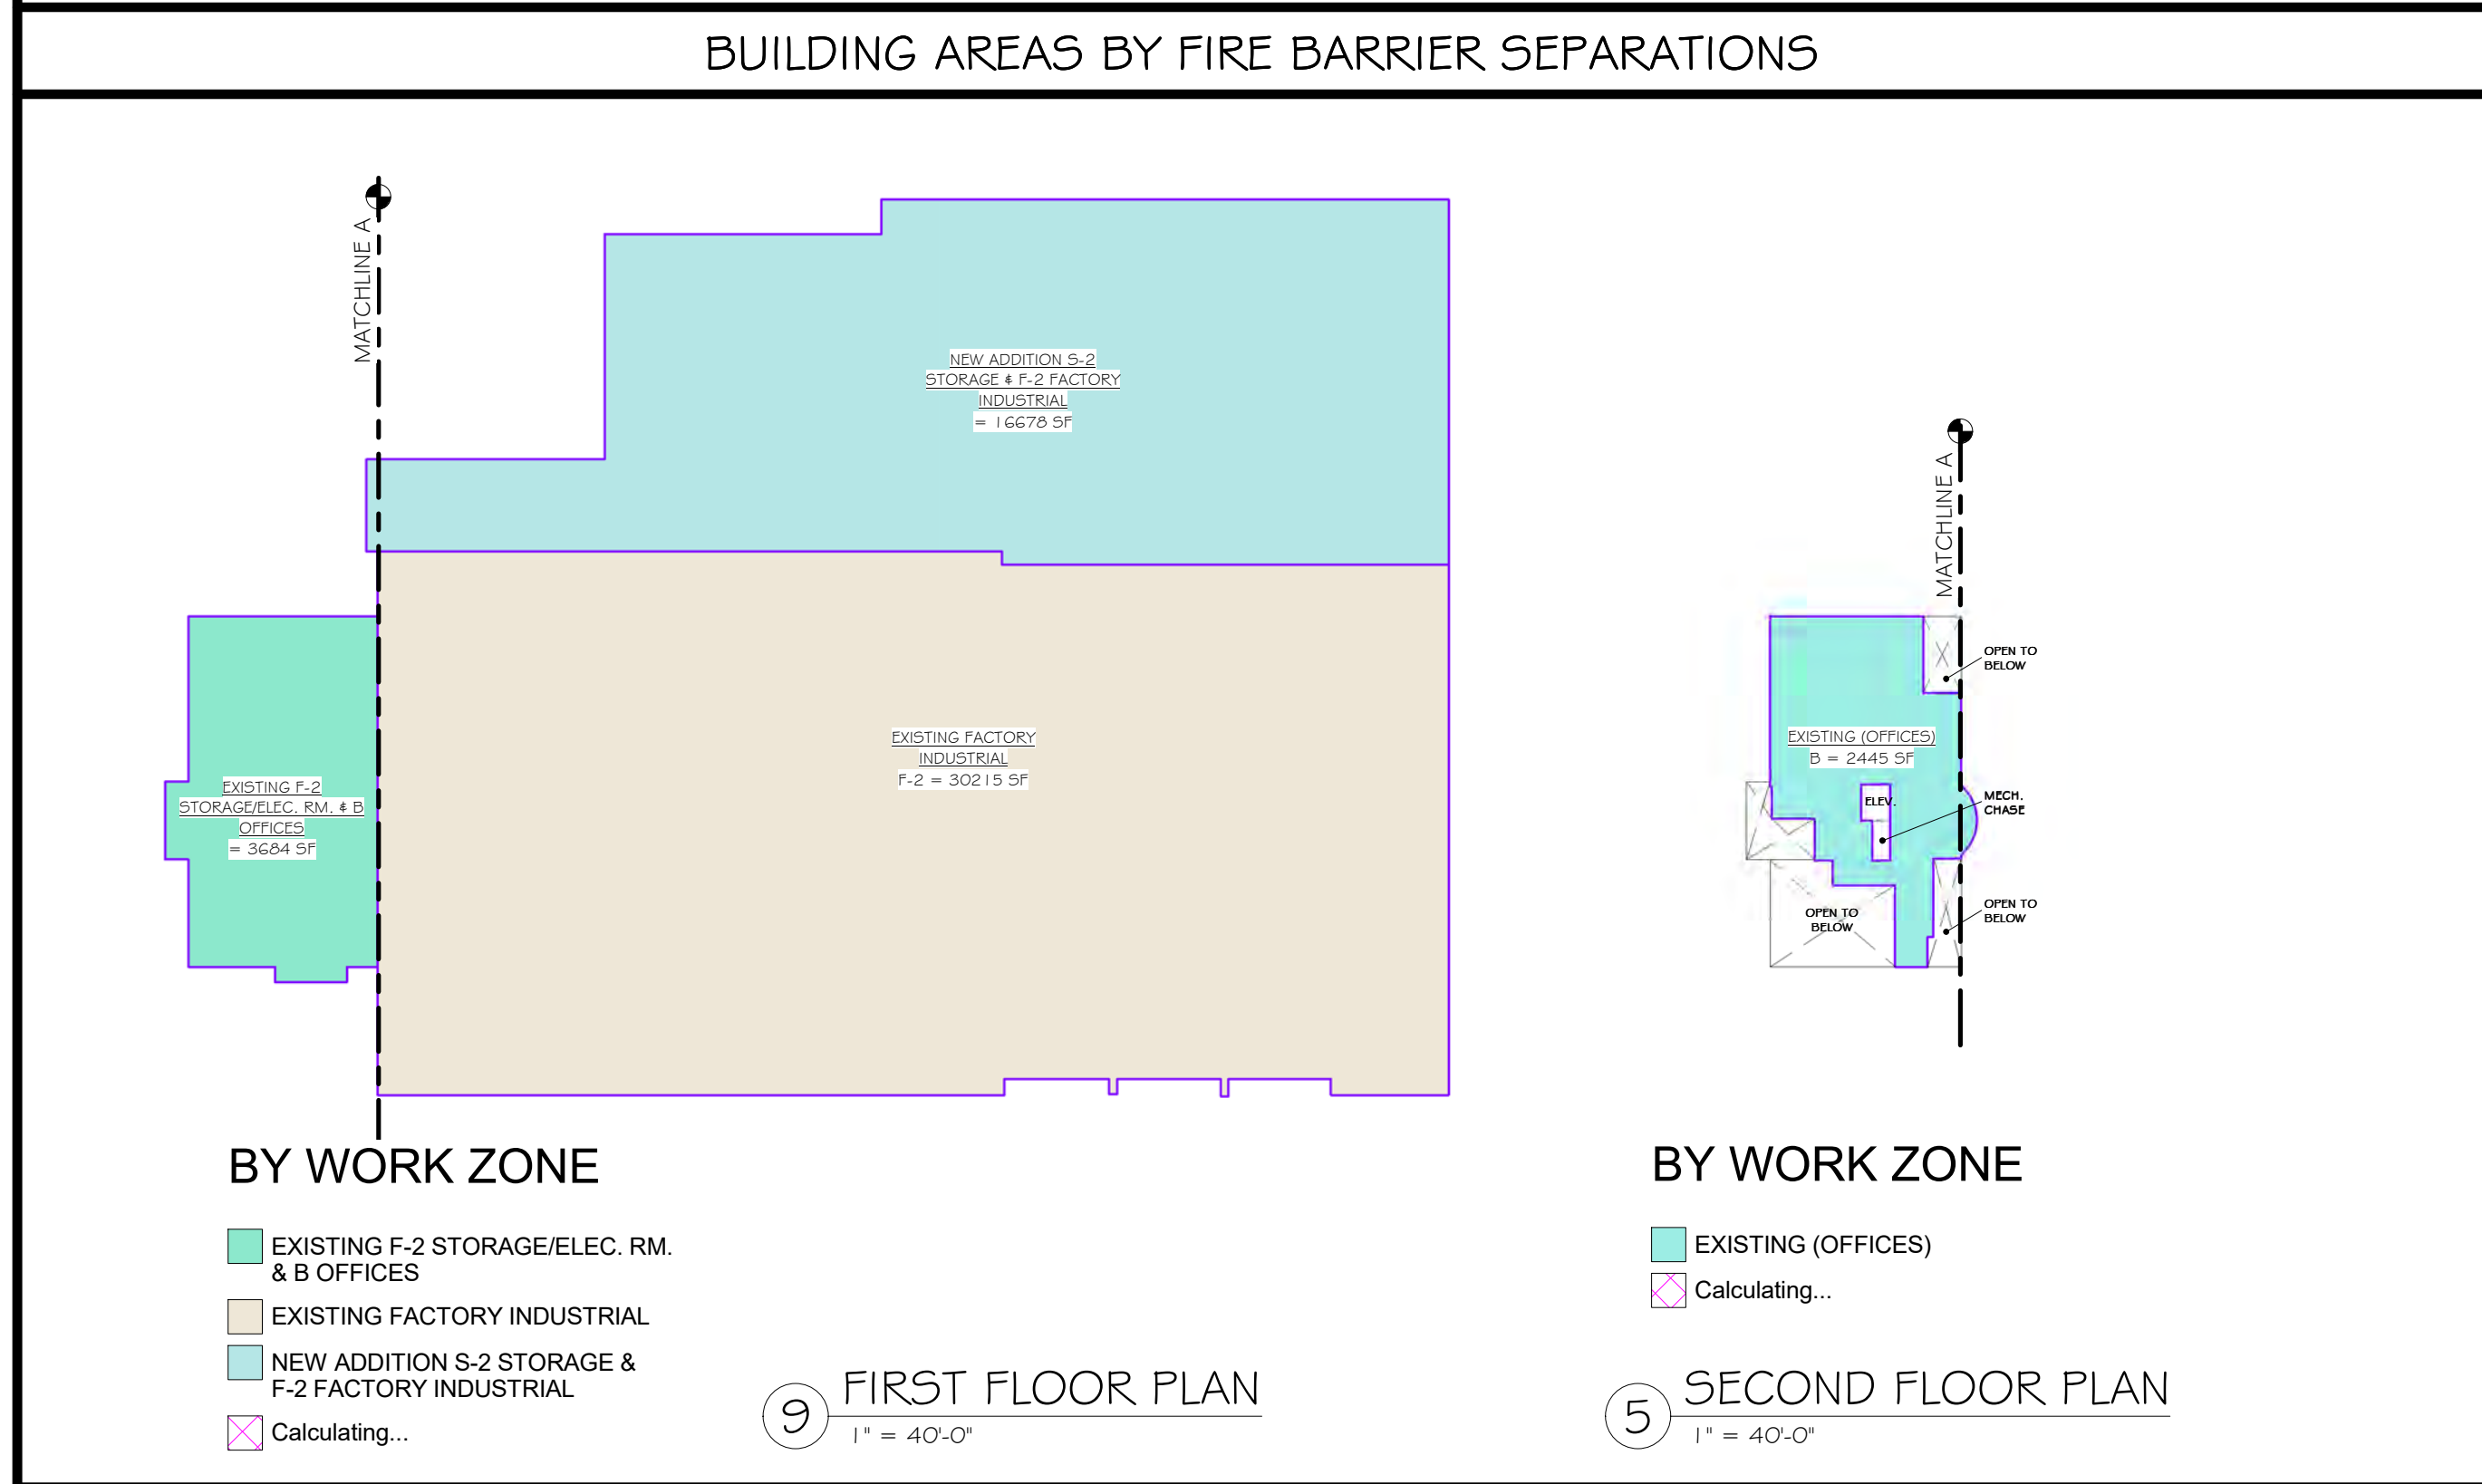 BUILDING AREAS BY FIRE BARRIER SEPARATIONS
MATCHLINE A
NEW ADDITION S-2
STORAGE & F-2 FACTORY
INDUSTRIAL
= 16678 SF
EXISTING FACTORY
INDUSTRIAL
F-2 = 30215 SF
EXISTING F-2
STORAGE/ELEC. RM. & B
OFFICES
= 3684 SF
BY WORK ZONE
EXISTING F-2 STORAGE/ELEC. RM.
& B OFFICES
EXISTING FACTORY INDUSTRIAL
NEW ADDITION S-2 STORAGE &
F-2 FACTORY INDUSTRIAL
Calculating...
9
FIRST FLOOR PLAN
1" = 40'-0"
MATCHLINE A
OPEN TO
BELOW
EXISTING (OFFICES)
B = 2445 SF
ELEV.
MECH.
CHASE
OPEN TO
BELOW
OPEN TO
BELOW
BY WORK ZONE
EXISTING (OFFICES)
Calculating...
5
SECOND FLOOR PLAN
1" = 40'-0"